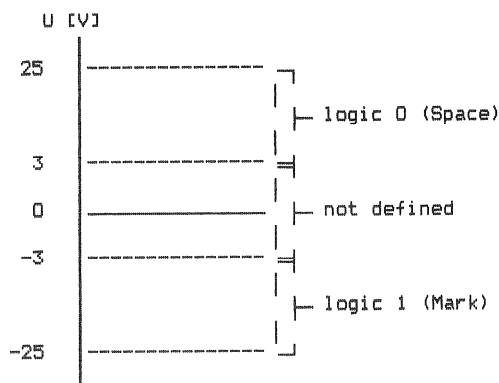 U [V]
25
logic 0 (Space)
3
0
not defined
-3
logic 1 (Mark)
-25